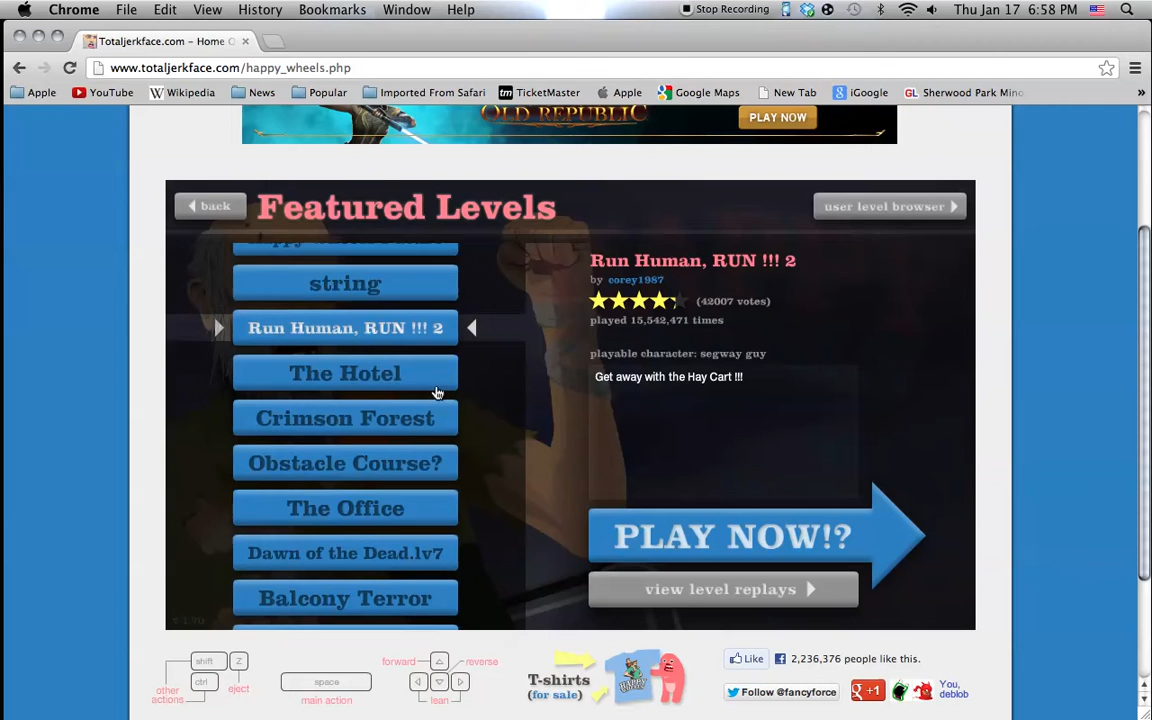 Chrome File Edit View History Bookmarks Window Help Stop Recording Thu Jan 17 6:58 PM
Totaljerkface.com – Home O
www.totaljerkface.com/happy_wheels.php
Apple YouTube Wikipedia News Popular Imported From Safari tm TicketMaster Apple Google Maps New Tab iGoogle GL Sherwood Park Mino »
OLD REPUBLIC
PLAY NOW
back Featured Levels user level browser
string
Run Human, RUN !!! 2
The Hotel
Crimson Forest
Obstacle Course?
The Office
Dawn of the Dead.lv7
Balcony Terror
Run Human, RUN !!! 2
by corey1987
(42007 votes)
played 15,542,471 times
playable character: segway guy
Get away with the Hay Cart !!!
PLAY NOW!?
view level replays
shift Z
ctrl
other actions
eject
space
main action
forward reverse
lean
T-shirts
(for sale)
HAPPY WHEELS
Like 2,236,376 people like this.
Follow @fancyforce
g +1
You,
deblob